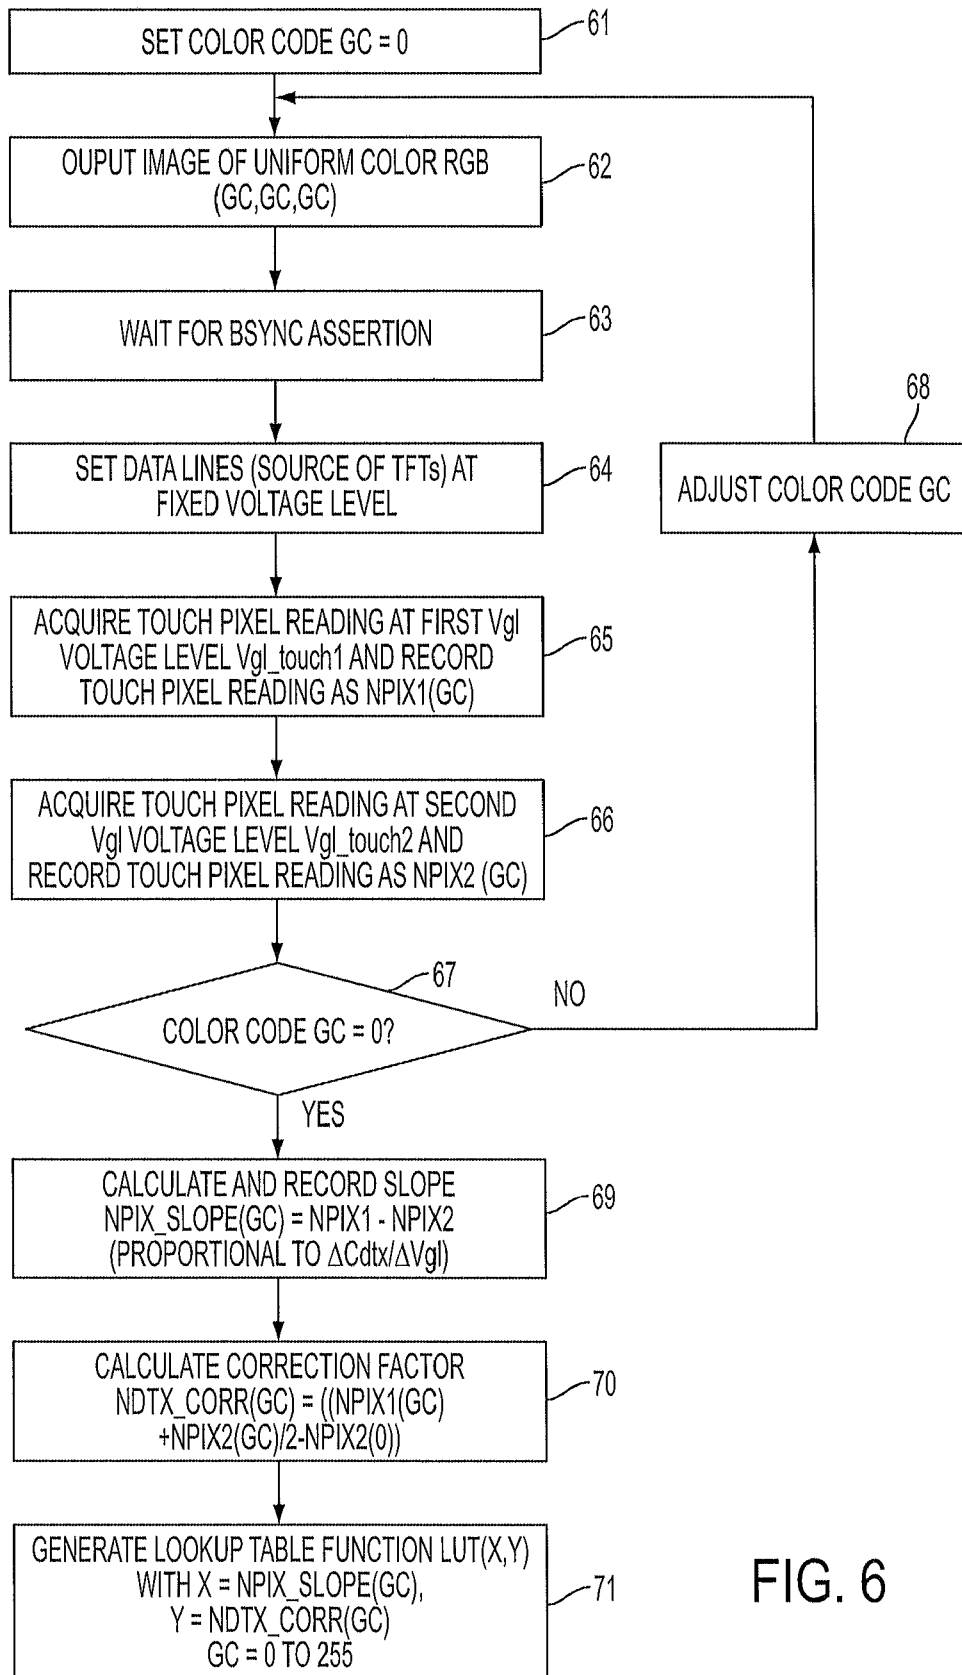 SET COLOR CODE GC = 0
61
OUPUT IMAGE OF UNIFORM COLOR RGB
(GC,GC,GC)
62
WAIT FOR BSYNC ASSERTION
63
SET DATA LINES (SOURCE OF TFTs) AT
FIXED VOLTAGE LEVEL
64
68
ADJUST COLOR CODE GC
ACQUIRE TOUCH PIXEL READING AT FIRST Vgl
VOLTAGE LEVEL Vgl_touch1 AND RECORD
TOUCH PIXEL READING AS NPIX1(GC)
65
ACQUIRE TOUCH PIXEL READING AT SECOND
Vgl VOLTAGE LEVEL Vgl_touch2 AND
RECORD TOUCH PIXEL READING AS NPIX2 (GC)
66
67
COLOR CODE GC = 0?
NO
YES
CALCULATE AND RECORD SLOPE
NPIX_SLOPE(GC) = NPIX1 - NPIX2
(PROPORTIONAL TO ΔCdtx/ΔVgl)
69
CALCULATE CORRECTION FACTOR
NDTX_CORR(GC) = ((NPIX1(GC)
+NPIX2(GC)/2-NPIX2(0))
70
GENERATE LOOKUP TABLE FUNCTION LUT(X,Y)
WITH X = NPIX_SLOPE(GC),
Y = NDTX_CORR(GC)
GC = 0 TO 255
71
FIG. 6